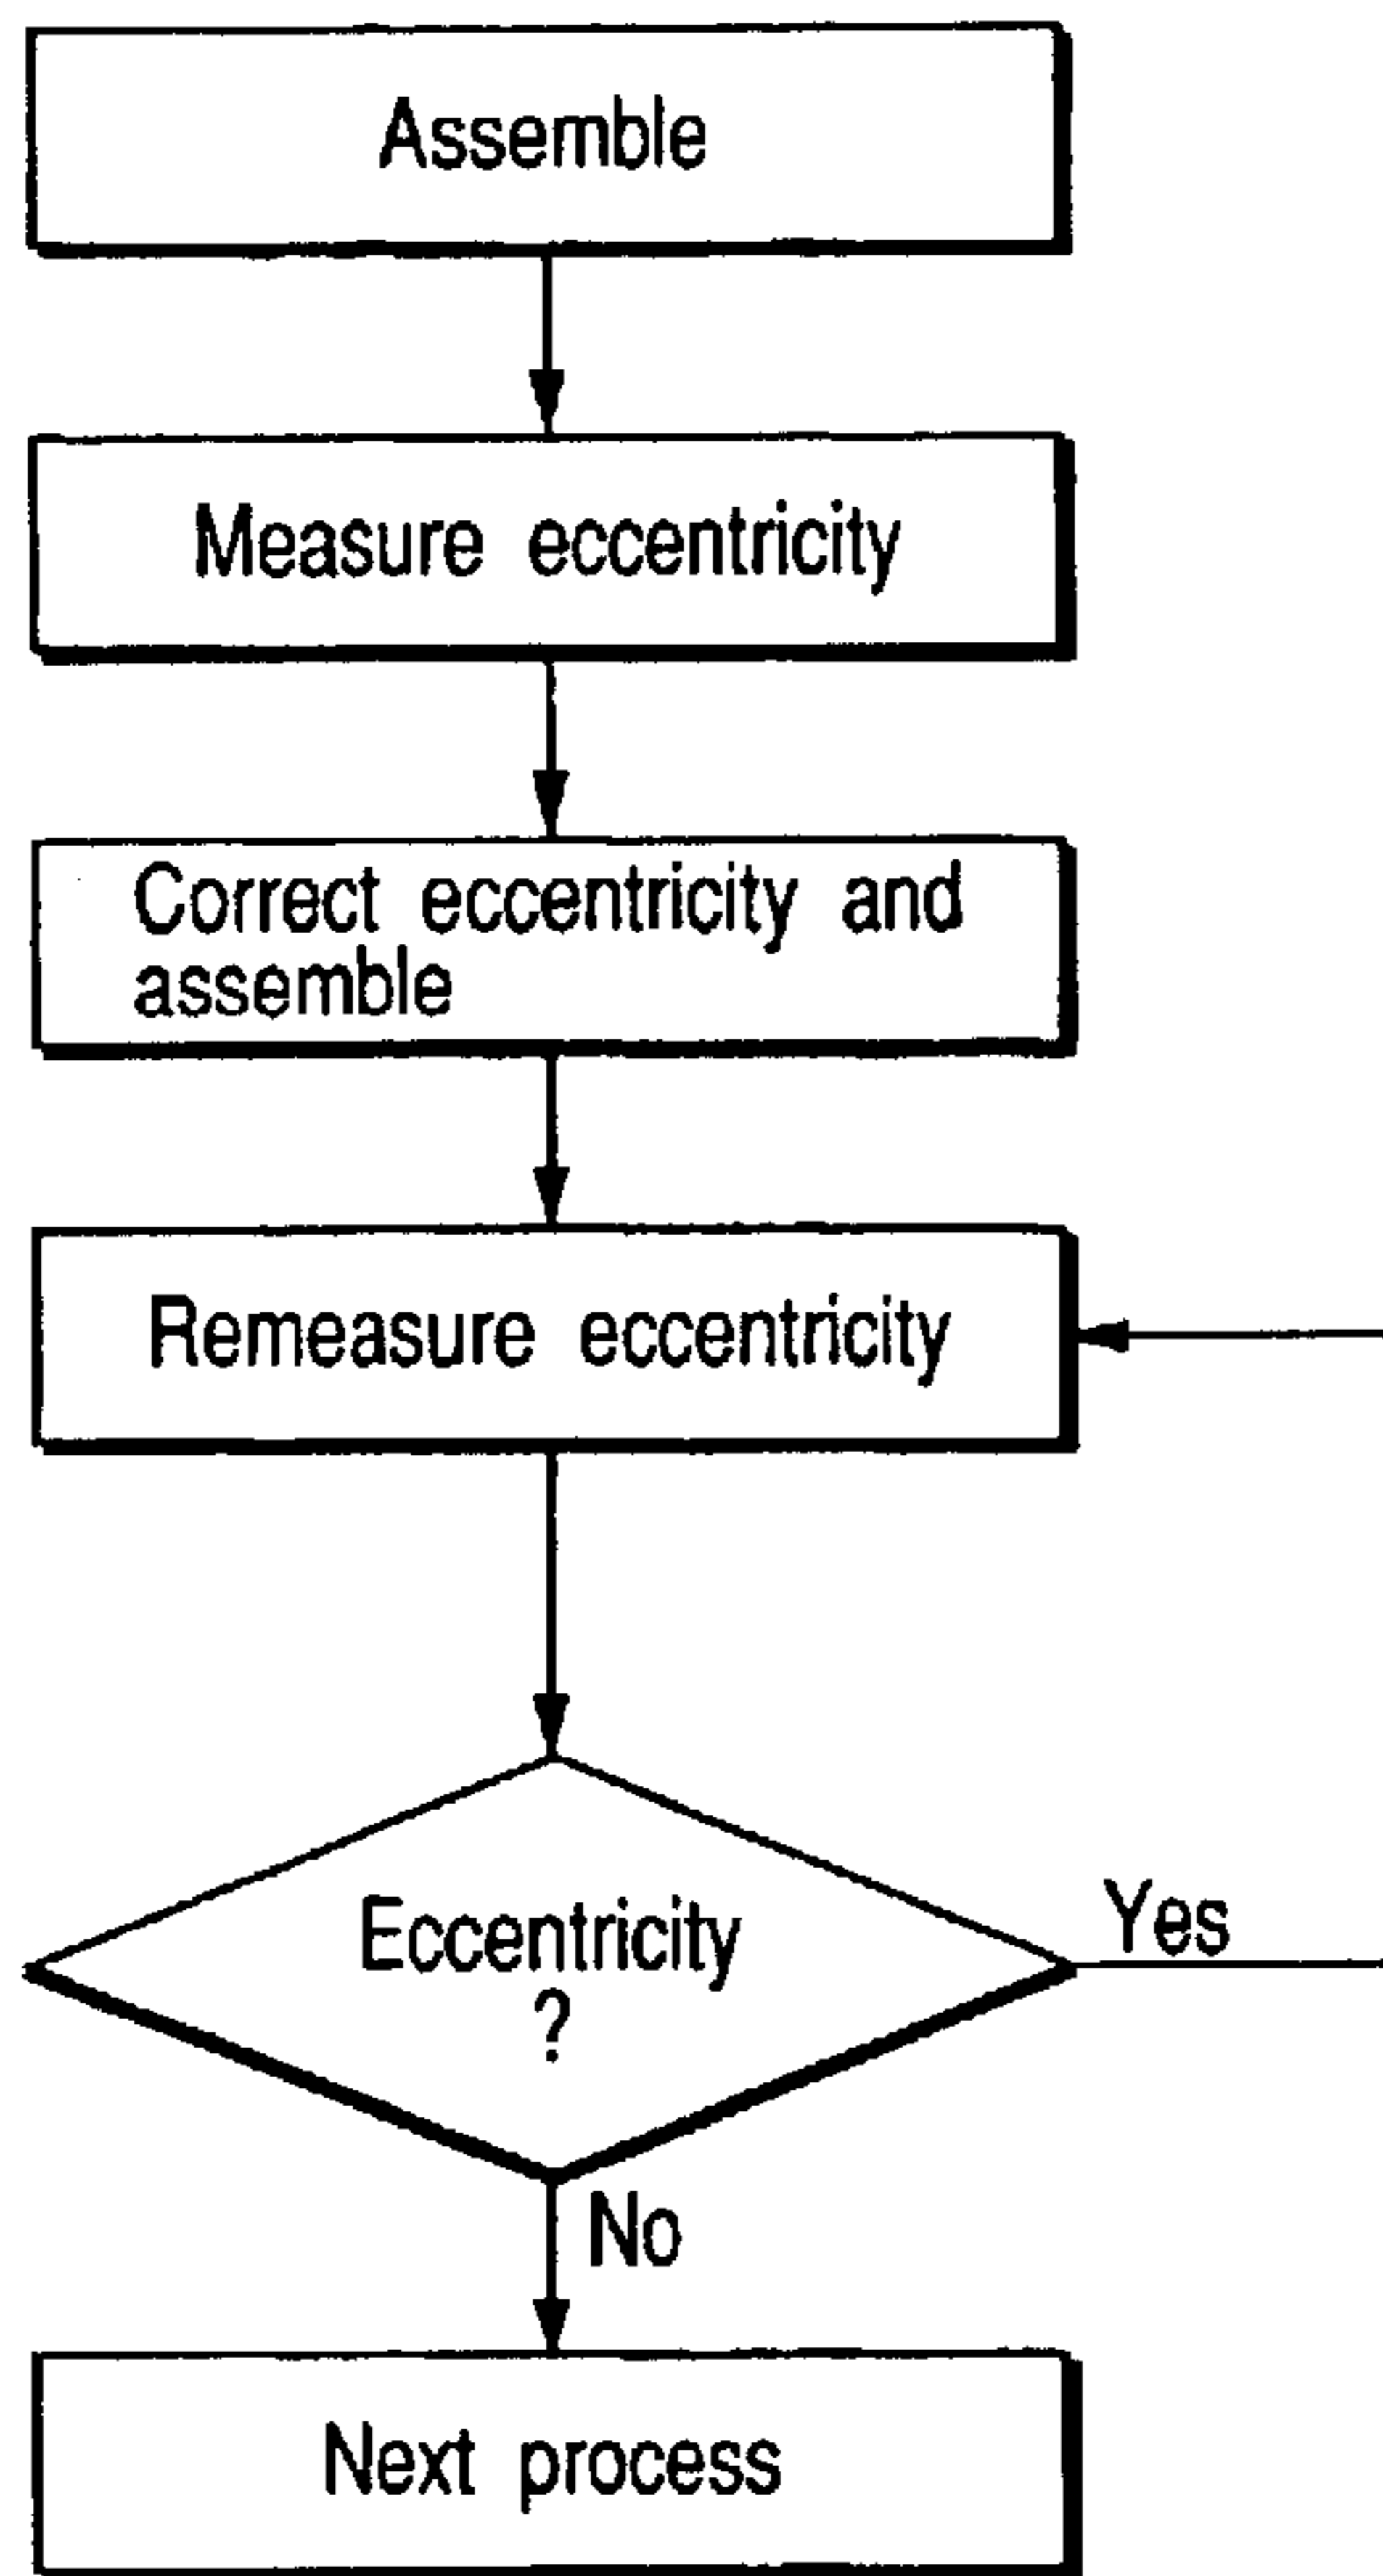 Assemble
Measure eccentricity
Correct eccentricity and
assemble
Remeasure eccentricity
Eccentricity
?
Yes
No
Next process